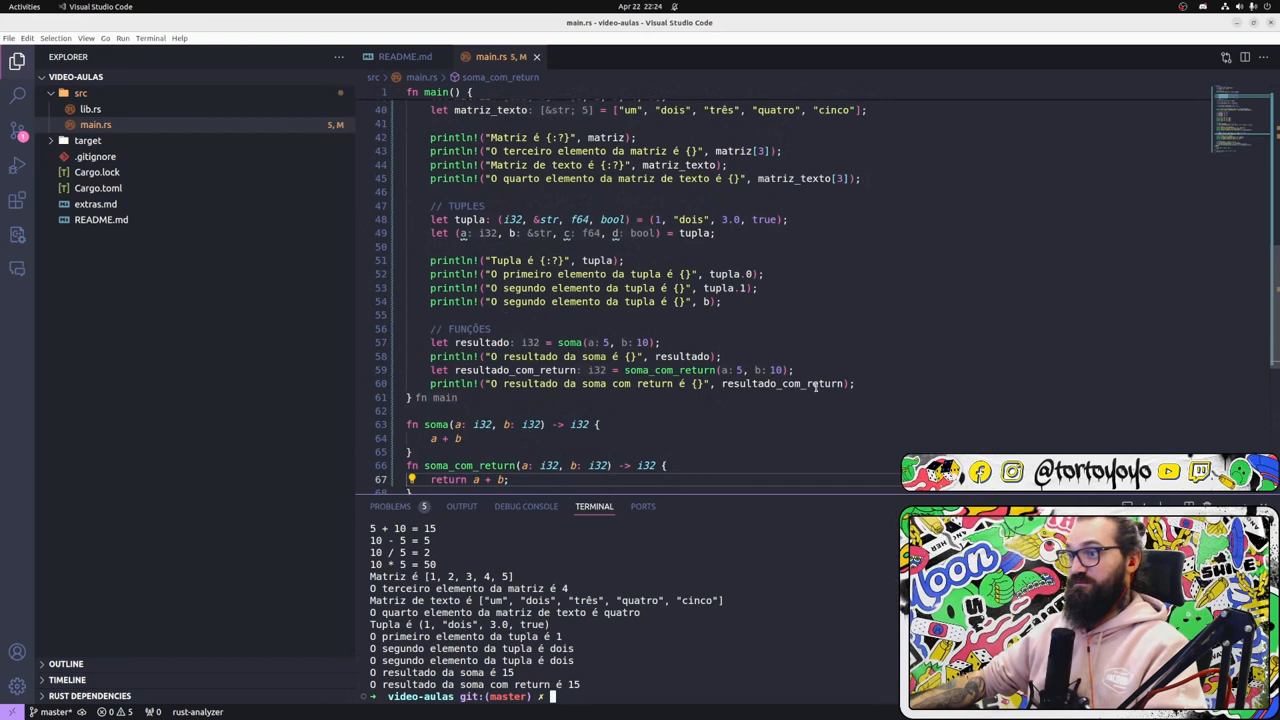 Activities
Visual Studio Code
Apr 22 22:24
main.rs - video-aulas - Visual Studio Code
File Edit Selection View Go Run Terminal Help
EXPLORER
VIDEO-AULAS
src
lib.rs
main.rs 5, M
target
.gitignore
Cargo.lock
Cargo.toml
extras.md
README.md
OUTLINE
TIMELINE
RUST DEPENDENCIES
README.md
main.rs 5, M
src > main.rs > soma_com_return
1 fn main() {
40 let matriz_texto: [&str; 5] = ["um", "dois", "três", "quatro", "cinco"];
41
42 println!("Matriz é {:?}", matriz);
43 println!("O terceiro elemento da matriz é {}", matriz[3]);
44 println!("Matriz de texto é {:?}", matriz_texto);
45 println!("O quarto elemento da matriz de texto é {}", matriz_texto[3]);
46
47 // TUPLES
48 let tupla: (i32, &str, f64, bool) = (1, "dois", 3.0, true);
49 let (a: i32, b: &str, c: f64, d: bool) = tupla;
50
51 println!("Tupla é {:?}", tupla);
52 println!("O primeiro elemento da tupla é {}", tupla.0);
53 println!("O segundo elemento da tupla é {}", tupla.1);
54 println!("O segundo elemento da tupla é {}", b);
55
56 // FUNÇÕES
57 let resultado: i32 = soma(a: 5, b: 10);
58 println!("O resultado da soma é {}", resultado);
59 let resultado_com_return: i32 = soma_com_return(a: 5, b: 10);
60 println!("O resultado da soma com return é {}", resultado_com_return);
61 } fn main
62
63 fn soma(a: i32, b: i32) -> i32 {
64 a + b
65 }
66 fn soma_com_return(a: i32, b: i32) -> i32 {
67 return a + b;
68 }
@tortoyoyo
PROBLEMS 5 OUTPUT DEBUG CONSOLE TERMINAL PORTS
5 + 10 = 15
10 - 5 = 5
10 / 5 = 2
10 * 5 = 50
Matriz é [1, 2, 3, 4, 5]
O terceiro elemento da matriz é 4
Matriz de texto é ["um", "dois", "três", "quatro", "cinco"]
O quarto elemento da matriz de texto é quatro
Tupla é (1, "dois", 3.0, true)
O primeiro elemento da tupla é 1
O segundo elemento da tupla é dois
O segundo elemento da tupla é dois
O resultado da soma é 15
O resultado da soma com return é 15
→ video-aulas git:(master) ✗
master* 0 5 0 rust-analyzer